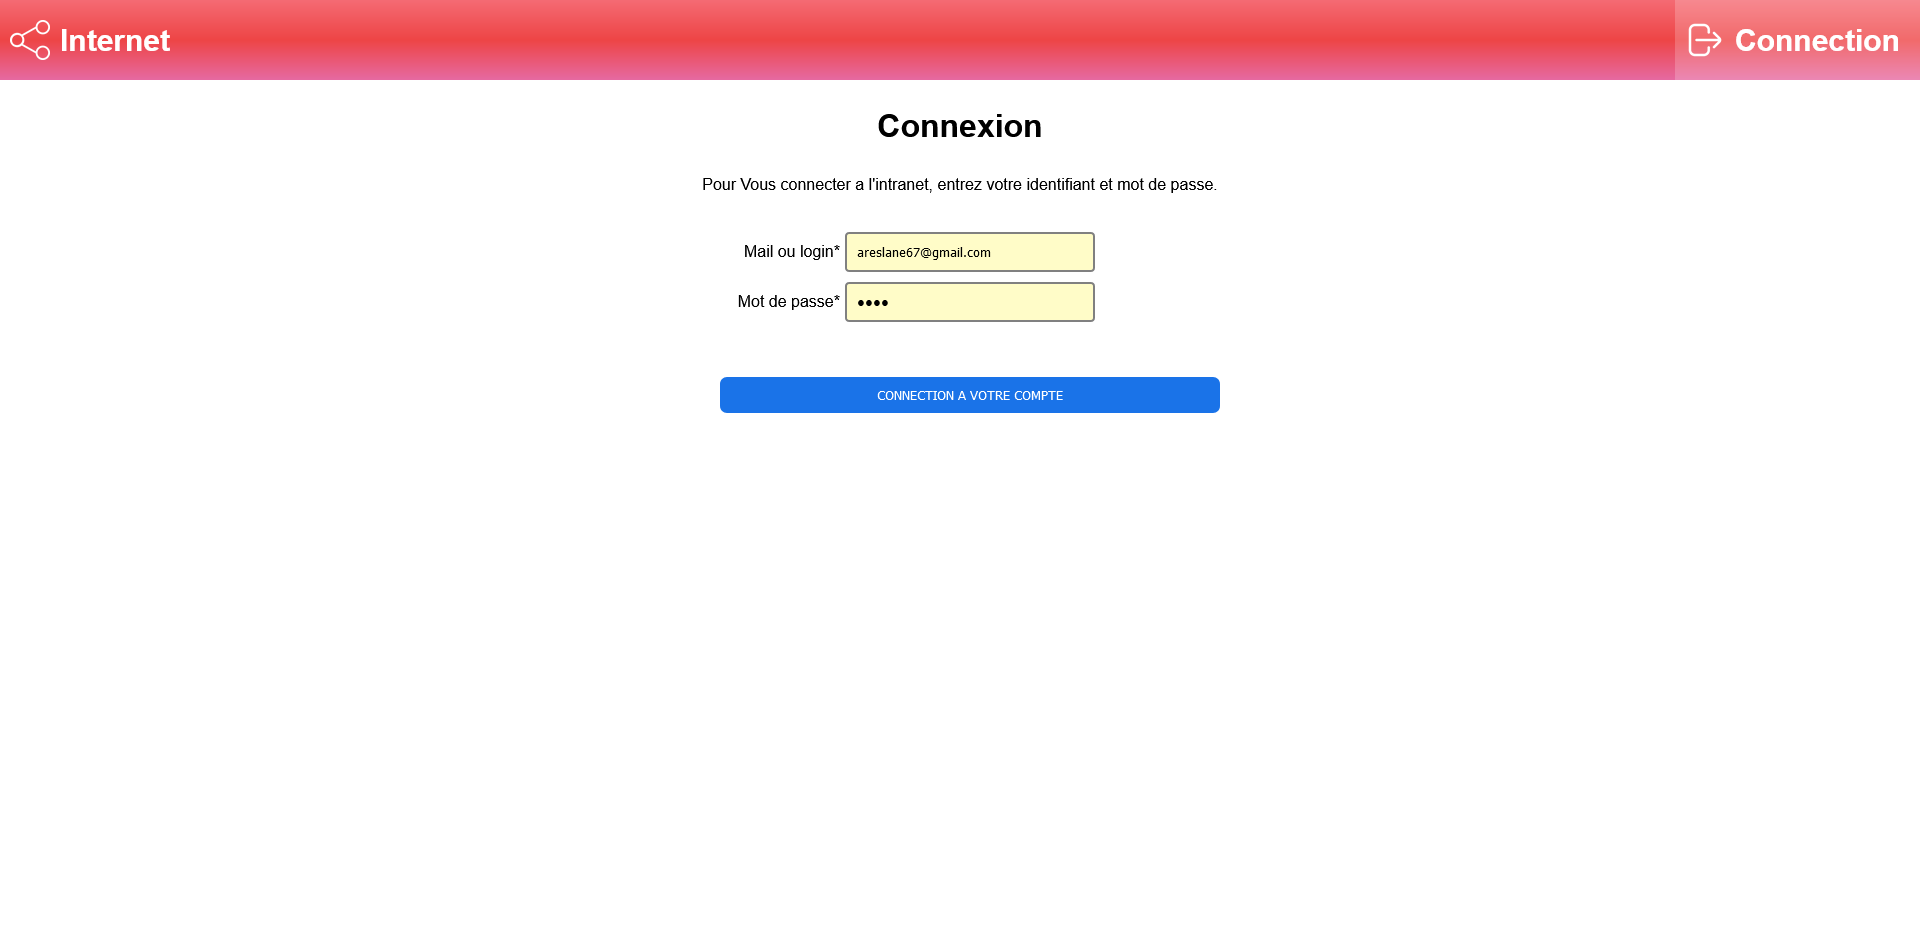 Internet
Connection
Connexion
Pour Vous connecter a l'intranet, entrez votre identifiant et mot de passe.
Mail ou login* areslane67@gmail.com
Mot de passe* ••••
CONNECTION A VOTRE COMPTE